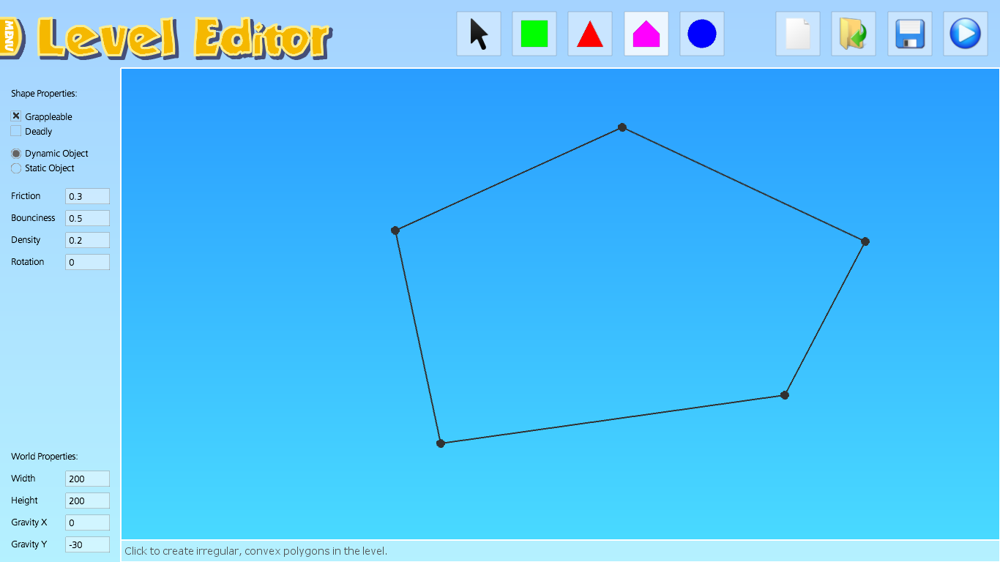 MENU
Level Editor
Shape Properties:
Grappleable
Deadly
Dynamic Object
Static Object
Friction 0.3
Bounciness 0.5
Density 0.2
Rotation 0
World Properties:
Width 200
Height 200
Gravity X 0
Gravity Y -30
Click to create irregular, convex polygons in the level.